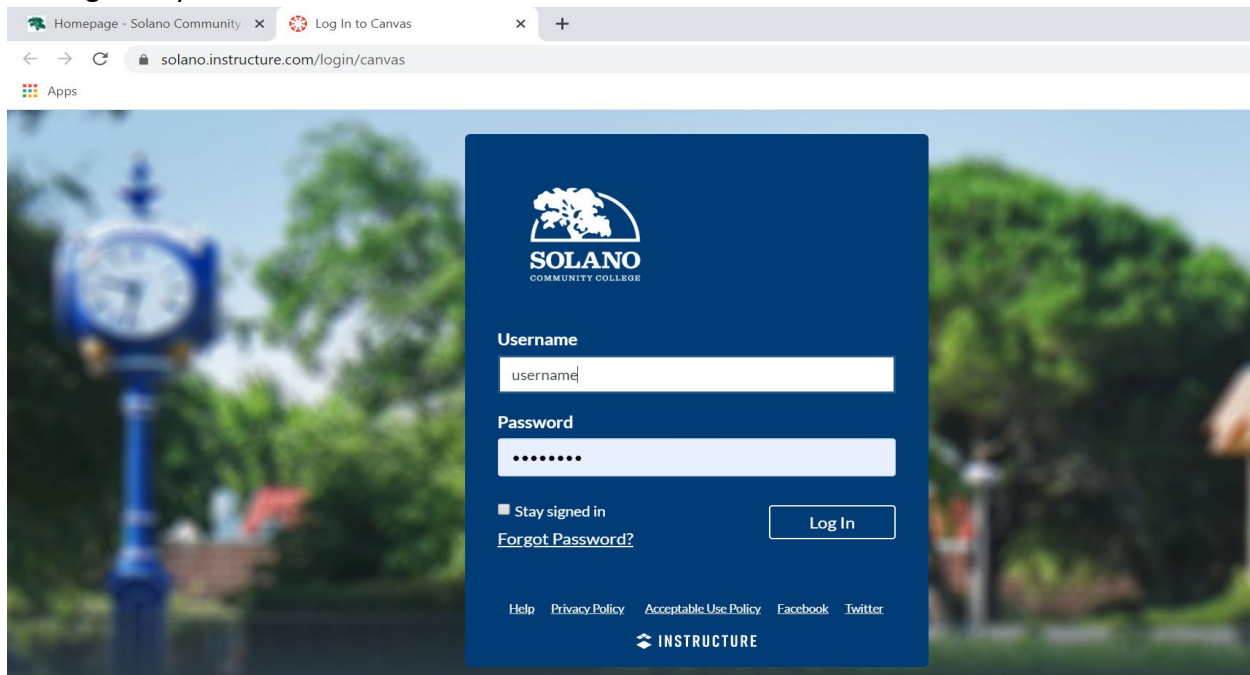 Homepage - Solano Community
Log In to Canvas
solano.instructure.com/login/canvas
Apps
SOLANO
COMMUNITY COLLEGE
Username
username
Password
••••••••
Stay signed in
Log In
Forgot Password?
Help Privacy Policy Acceptable Use Policy Facebook Twitter
INSTRUCTURE